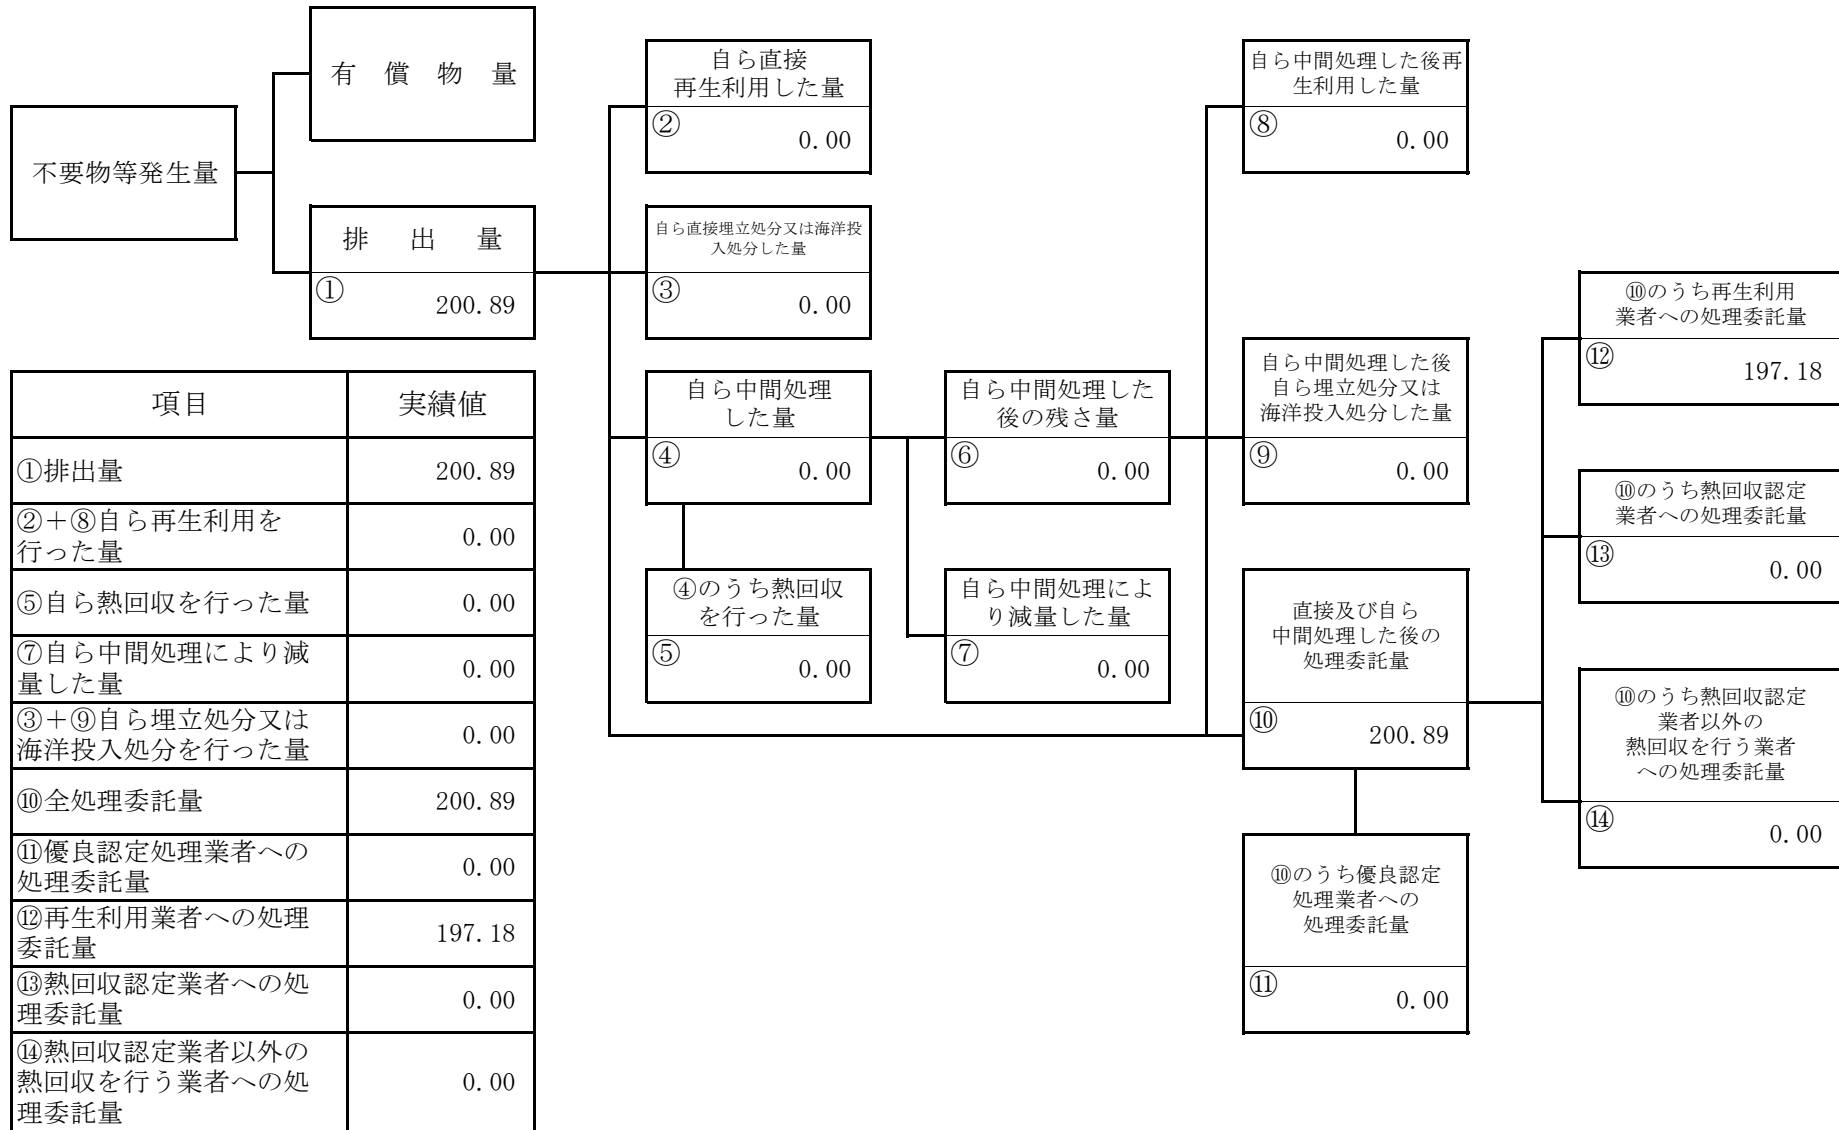 不要物等発生量
有　償　物　量
排　出　量
①
200.89
自ら直接
再生利用した量
②
0.00
自ら直接埋立処分又は海洋投
入処分した量
③
0.00
自ら中間処理
した量
④
0.00
④のうち熱回収
を行った量
⑤
0.00
自ら中間処理した
後の残さ量
⑥
0.00
自ら中間処理によ
り減量した量
⑦
0.00
自ら中間処理した後再
生利用した量
⑧
0.00
自ら中間処理した後
自ら埋立処分又は
海洋投入処分した量
⑨
0.00
直接及び自ら
中間処理した後の
処理委託量
⑩
200.89
⑩のうち優良認定
処理業者への
処理委託量
⑪
0.00
⑩のうち再生利用
業者への処理委託量
⑫
197.18
⑩のうち熱回収認定
業者への処理委託量
⑬
0.00
⑩のうち熱回収認定
業者以外の
熱回収を行う業者
への処理委託量
⑭
0.00
項目　実績値
①排出量　200.89
②＋⑧自ら再生利用を
行った量　0.00
⑤自ら熱回収を行った量　0.00
⑦自ら中間処理により減
量した量　0.00
③＋⑨自ら埋立処分又は
海洋投入処分を行った量　0.00
⑩全処理委託量　200.89
⑪優良認定処理業者への
処理委託量　0.00
⑫再生利用業者への処理
委託量　197.18
⑬熱回収認定業者への処
理委託量　0.00
⑭熱回収認定業者以外の
熱回収を行う業者への処　0.00
理委託量